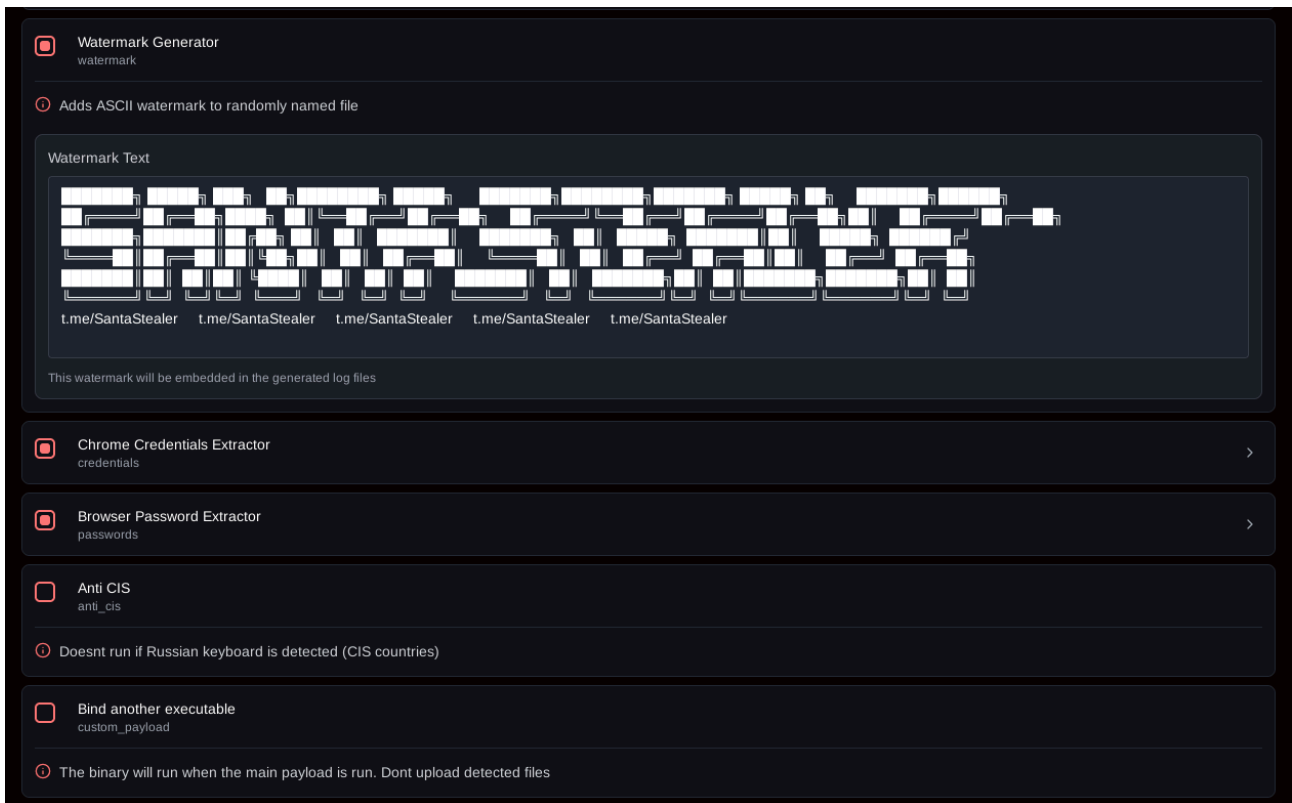 Watermark Generator
watermark
Adds ASCII watermark to randomly named file
Watermark Text
SANTA STEALER
t.me/SantaStealer t.me/SantaStealer t.me/SantaStealer t.me/SantaStealer t.me/SantaStealer
This watermark will be embedded in the generated log files
Chrome Credentials Extractor
credentials
Browser Password Extractor
passwords
Anti CIS
anti_cis
Doesnt run if Russian keyboard is detected (CIS countries)
Bind another executable
custom_payload
The binary will run when the main payload is run. Dont upload detected files